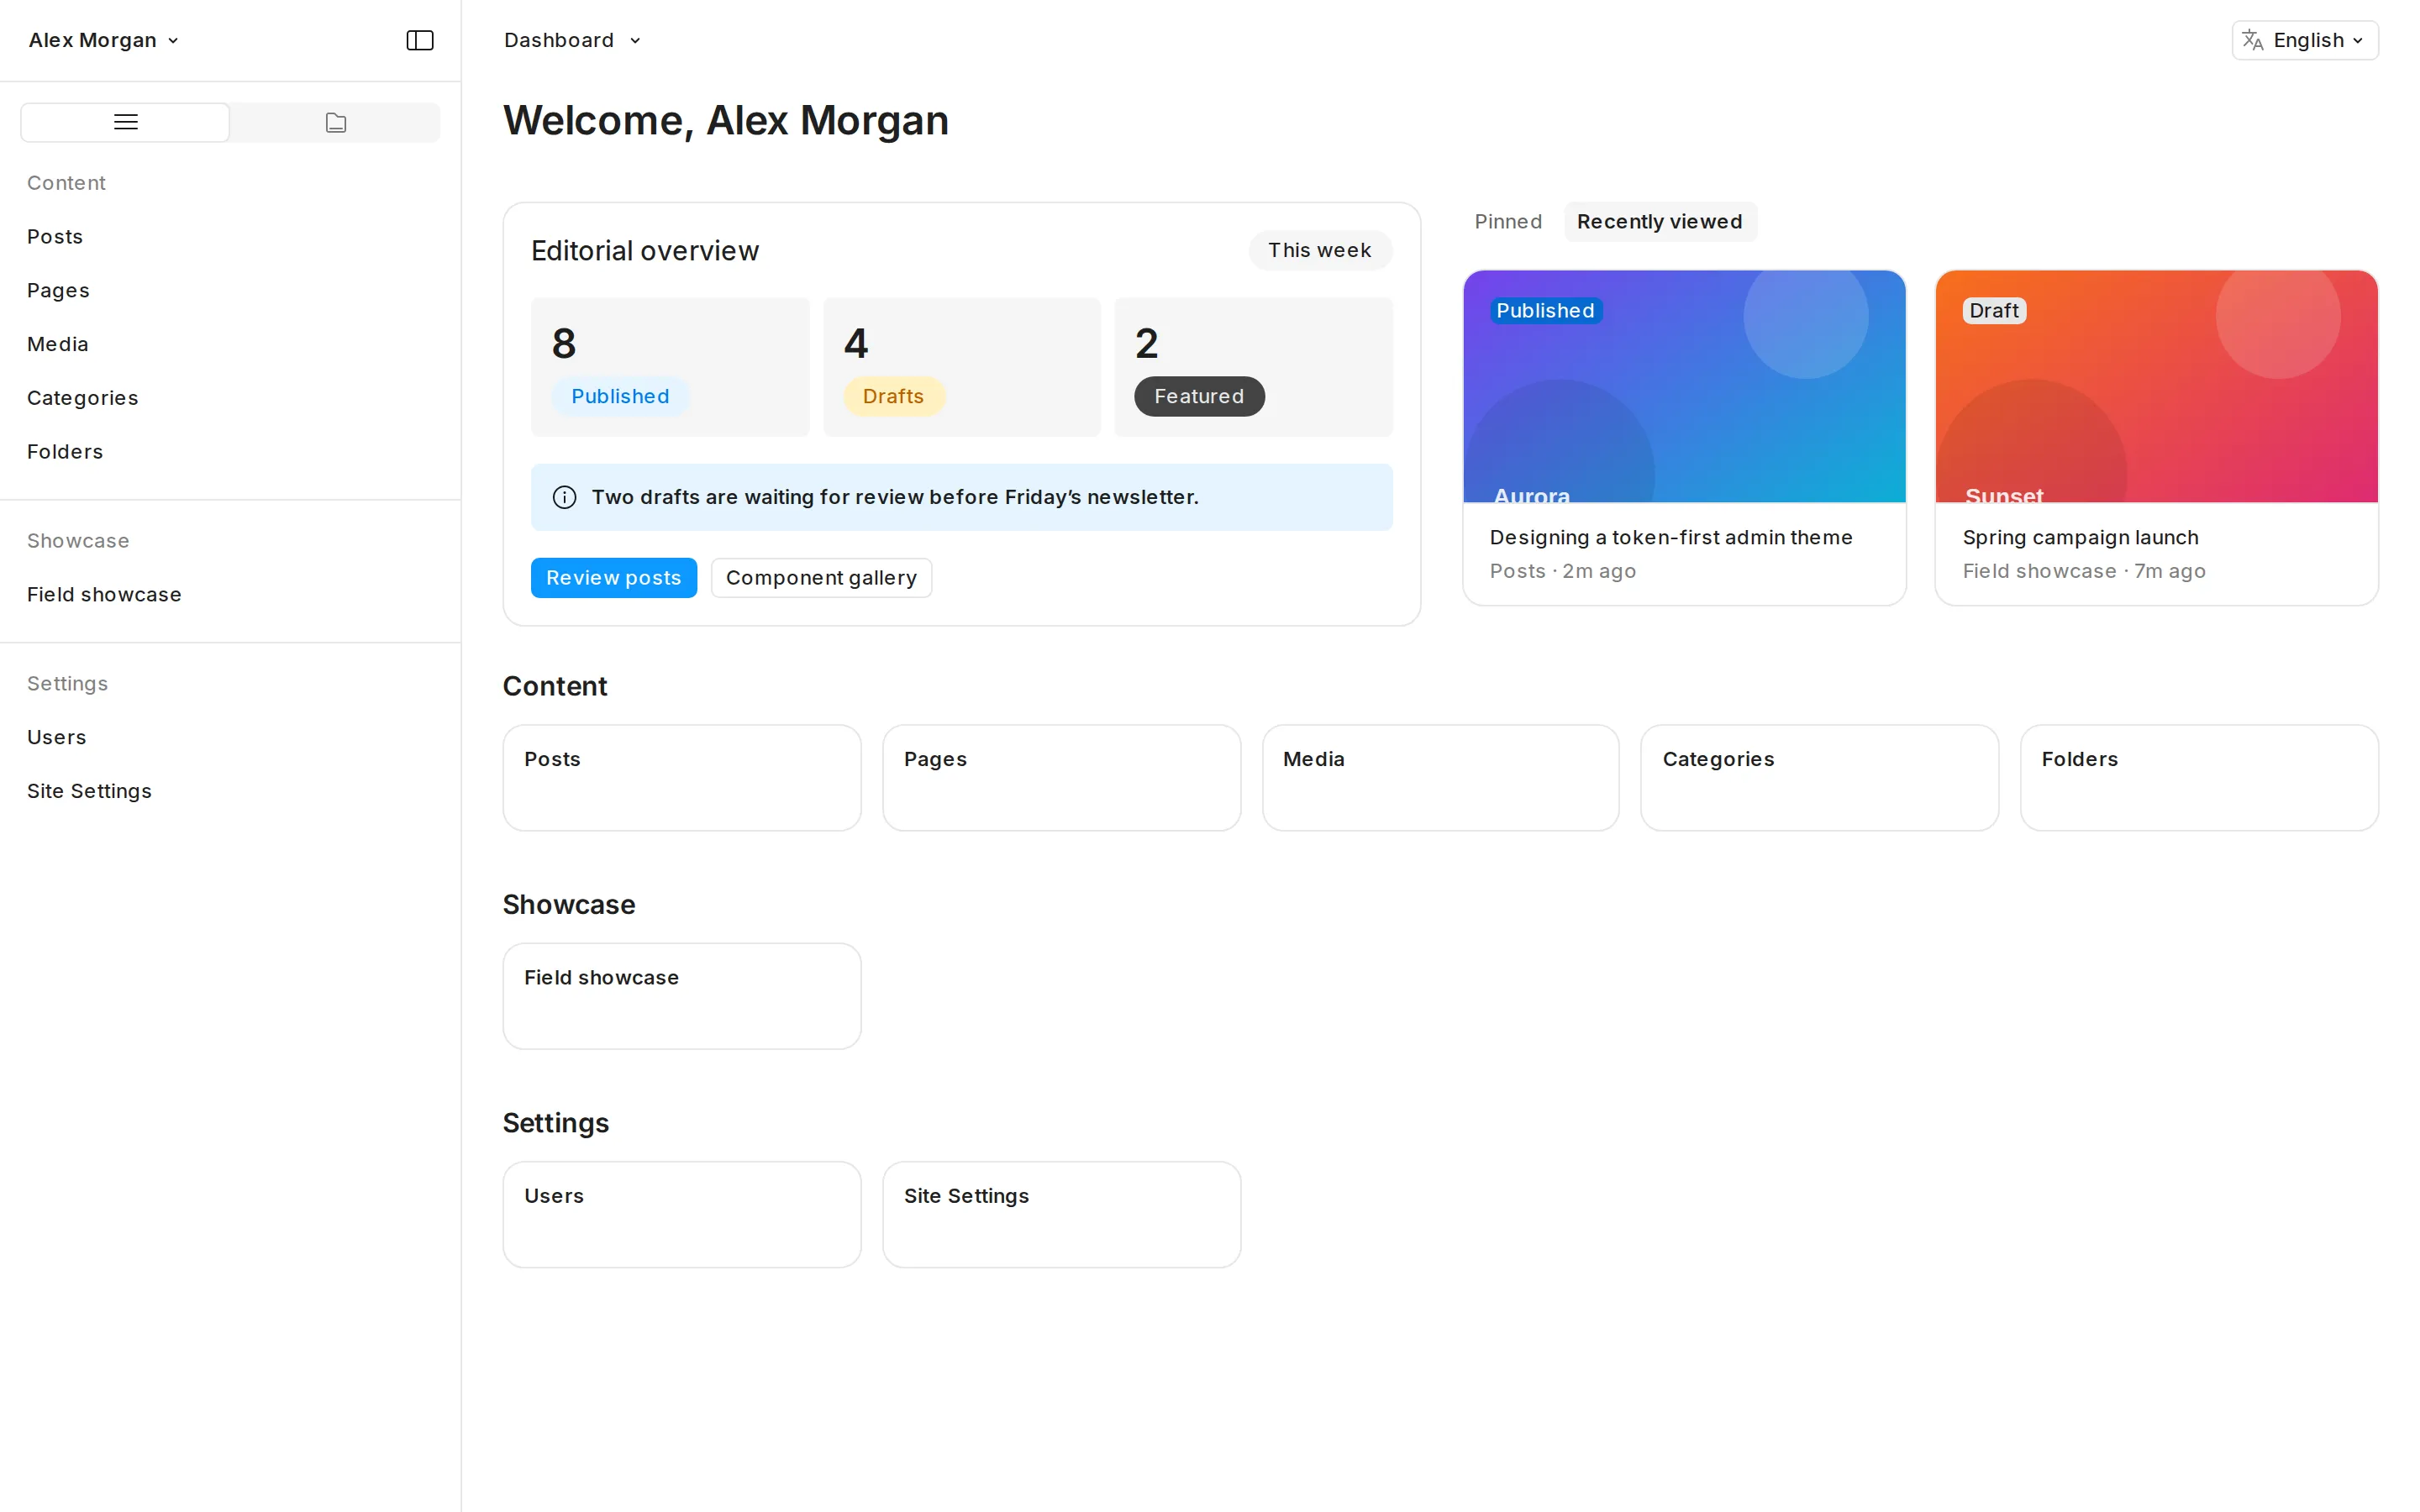 Alex Morgan
Content
Posts
Pages
Media
Categories
Folders
Showcase
Field showcase
Settings
Users
Site Settings
Dashboard
English
Welcome, Alex Morgan
Editorial overview
This week
8
Published
4
Drafts
2
Featured
Two drafts are waiting for review before Friday’s newsletter.
Review posts
Component gallery
Pinned
Recently viewed
Published
Aurora
Designing a token-first admin theme
Posts · 2m ago
Draft
Sunset
Spring campaign launch
Field showcase · 7m ago
Content
Posts
Pages
Media
Categories
Folders
Showcase
Field showcase
Settings
Users
Site Settings